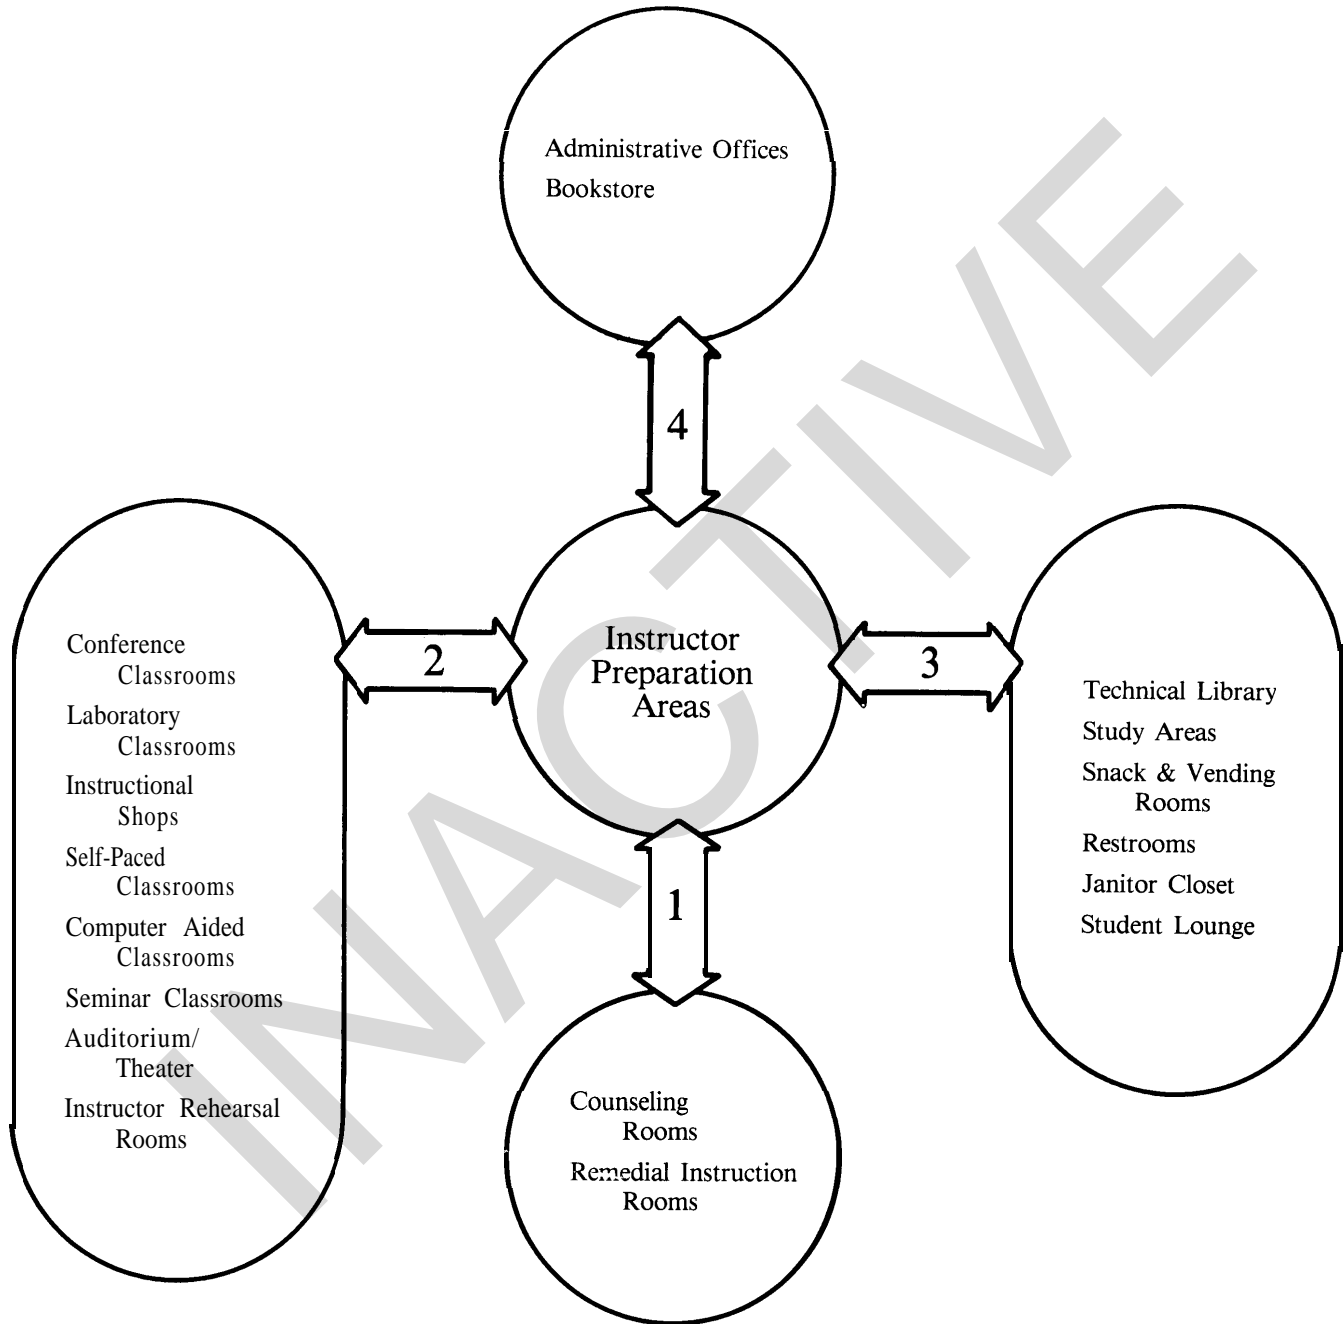 Administrative Offices
Bookstore
4
Conference
Classrooms
Laboratory
Classrooms
Instructional
Shops
Self-Paced
Classrooms
Computer Aided
Classrooms
Seminar Classrooms
Auditorium/
Theater
Instructor Rehearsal
Rooms
2
Instructor
Preparation
Areas
3
Technical Library
Study Areas
Snack & Vending
Rooms
Restrooms
Janitor Closet
Student Lounge
1
Counseling
Rooms
Remedial Instruction
Rooms
INACTIVE